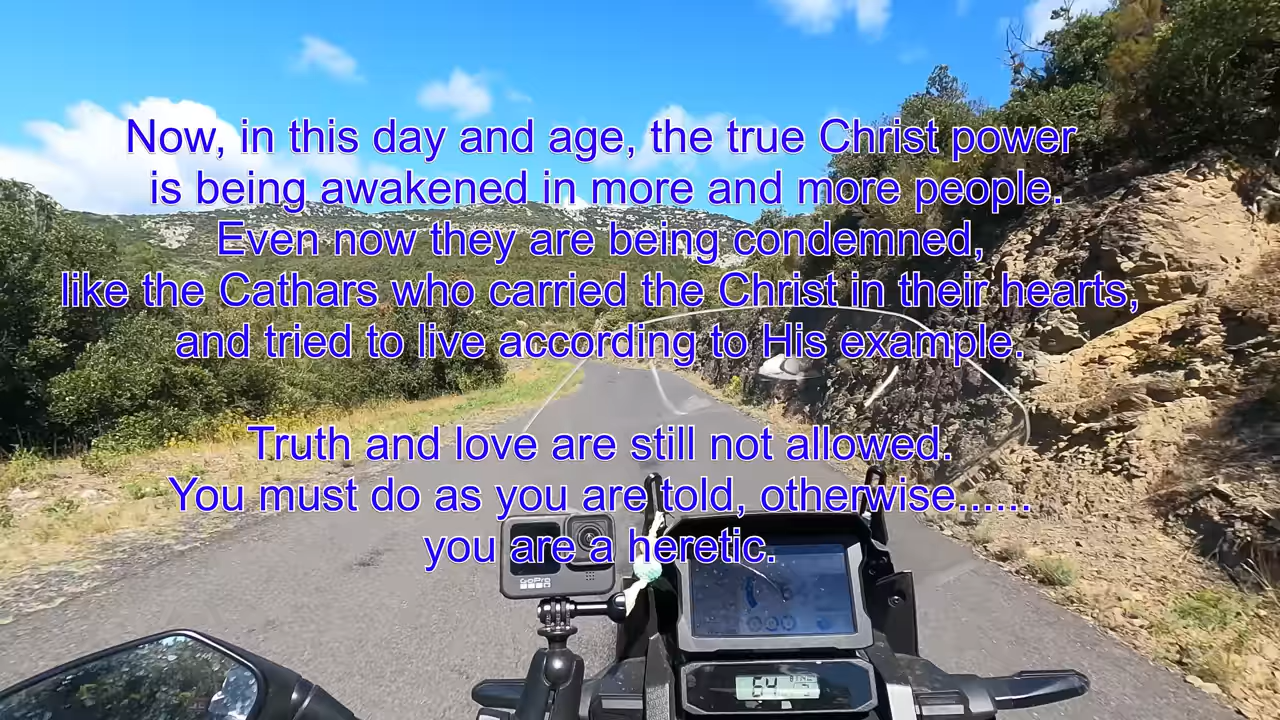 Now, in this day and age, the true Christ power
is being awakened in more and more people.
Even now they are being condemned,
like the Cathars who carried the Christ in their hearts,
and tried to live according to His example.
Truth and love are still not allowed.
You must do as you are told, otherwise......
you are a heretic.
GoPro
64